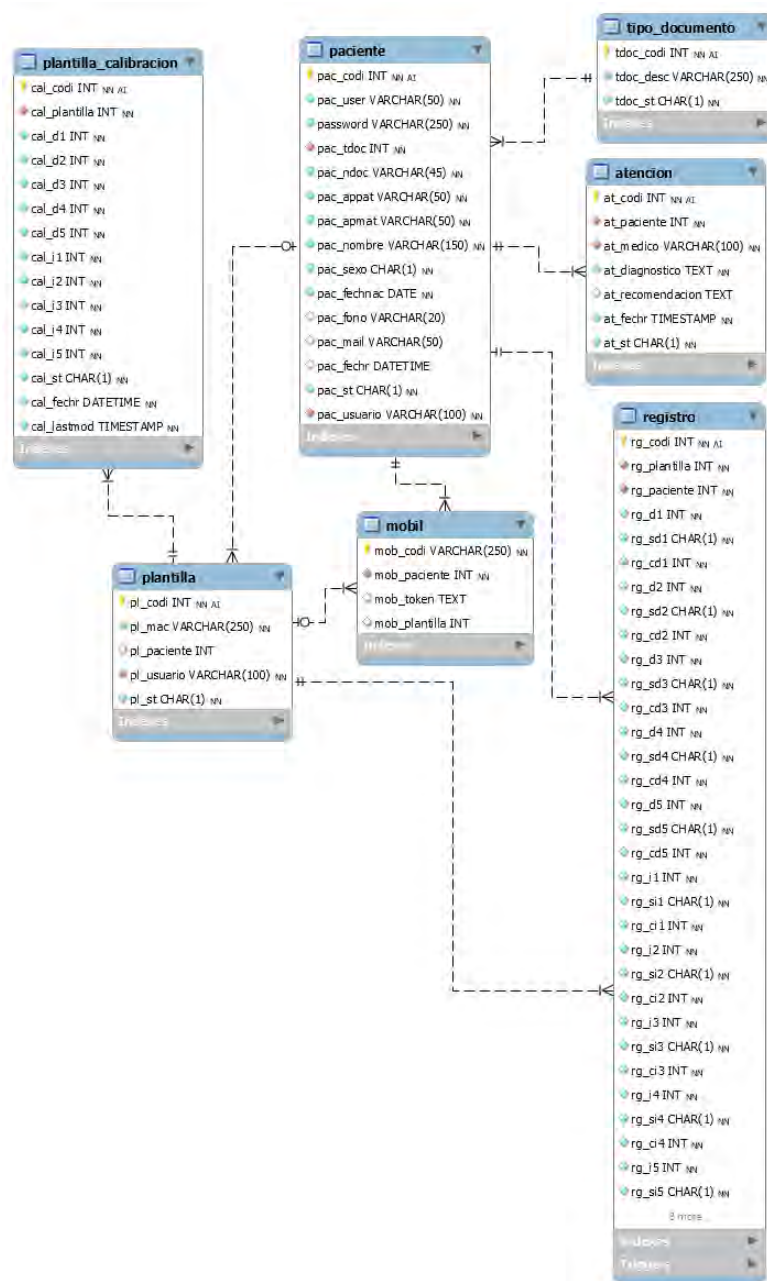 plantilla_calibracion
cal_codi INT NN AI
cal_plantilla INT NN
cal_d1 INT NN
cal_d2 INT NN
cal_d3 INT NN
cal_d4 INT NN
cal_d5 INT NN
cal_i1 INT NN
cal_i2 INT NN
cal_i3 INT NN
cal_i4 INT NN
cal_i5 INT NN
cal_st CHAR(1) NN
cal_fechr DATETIME NN
cal_lastmod TIMESTAMP NN
Indexes
paciente
pac_codi INT NN AI
pac_user VARCHAR(50) NN
password VARCHAR(250) NN
pac_tdoc INT NN
pac_ndoc VARCHAR(45) NN
pac_appat VARCHAR(50) NN
pac_apmat VARCHAR(50) NN
pac_nombre VARCHAR(150) NN
pac_sexo CHAR(1) NN
pac_fechnac DATE NN
pac_fono VARCHAR(20)
pac_mail VARCHAR(50)
pac_fechr DATETIME
pac_st CHAR(1) NN
pac_usuario VARCHAR(100) NN
Indexes
tipo_documento
tdoc_codi INT NN AI
tdoc_desc VARCHAR(250) NN
tdoc_st CHAR(1) NN
Indexes
atencion
at_codi INT NN AI
at_paciente INT NN
at_medico VARCHAR(100) NN
at_diagnostico TEXT NN
at_recomendacion TEXT
at_fechr TIMESTAMP NN
at_st CHAR(1) NN
Indexes
plantilla
pl_codi INT NN AI
pl_mac VARCHAR(250) NN
pl_paciente INT
pl_usuario VARCHAR(100) NN
pl_st CHAR(1) NN
Indexes
mobil
mob_codi VARCHAR(250) NN
mob_paciente INT NN
mob_token TEXT
mob_plantilla INT
Indexes
registro
rg_codi INT NN AI
rg_plantilla INT NN
rg_paciente INT NN
rg_d1 INT NN
rg_sd1 CHAR(1) NN
rg_cd1 INT NN
rg_d2 INT NN
rg_sd2 CHAR(1) NN
rg_cd2 INT NN
rg_d3 INT NN
rg_sd3 CHAR(1) NN
rg_cd3 INT NN
rg_d4 INT NN
rg_sd4 CHAR(1) NN
rg_cd4 INT NN
rg_d5 INT NN
rg_sd5 CHAR(1) NN
rg_cd5 INT NN
rg_i1 INT NN
rg_si1 CHAR(1) NN
rg_ci1 INT NN
rg_i2 INT NN
rg_si2 CHAR(1) NN
rg_ci2 INT NN
rg_i3 INT NN
rg_si3 CHAR(1) NN
rg_ci3 INT NN
rg_i4 INT NN
rg_si4 CHAR(1) NN
rg_ci4 INT NN
rg_i5 INT NN
rg_si5 CHAR(1) NN
more
Indexes
Triggers